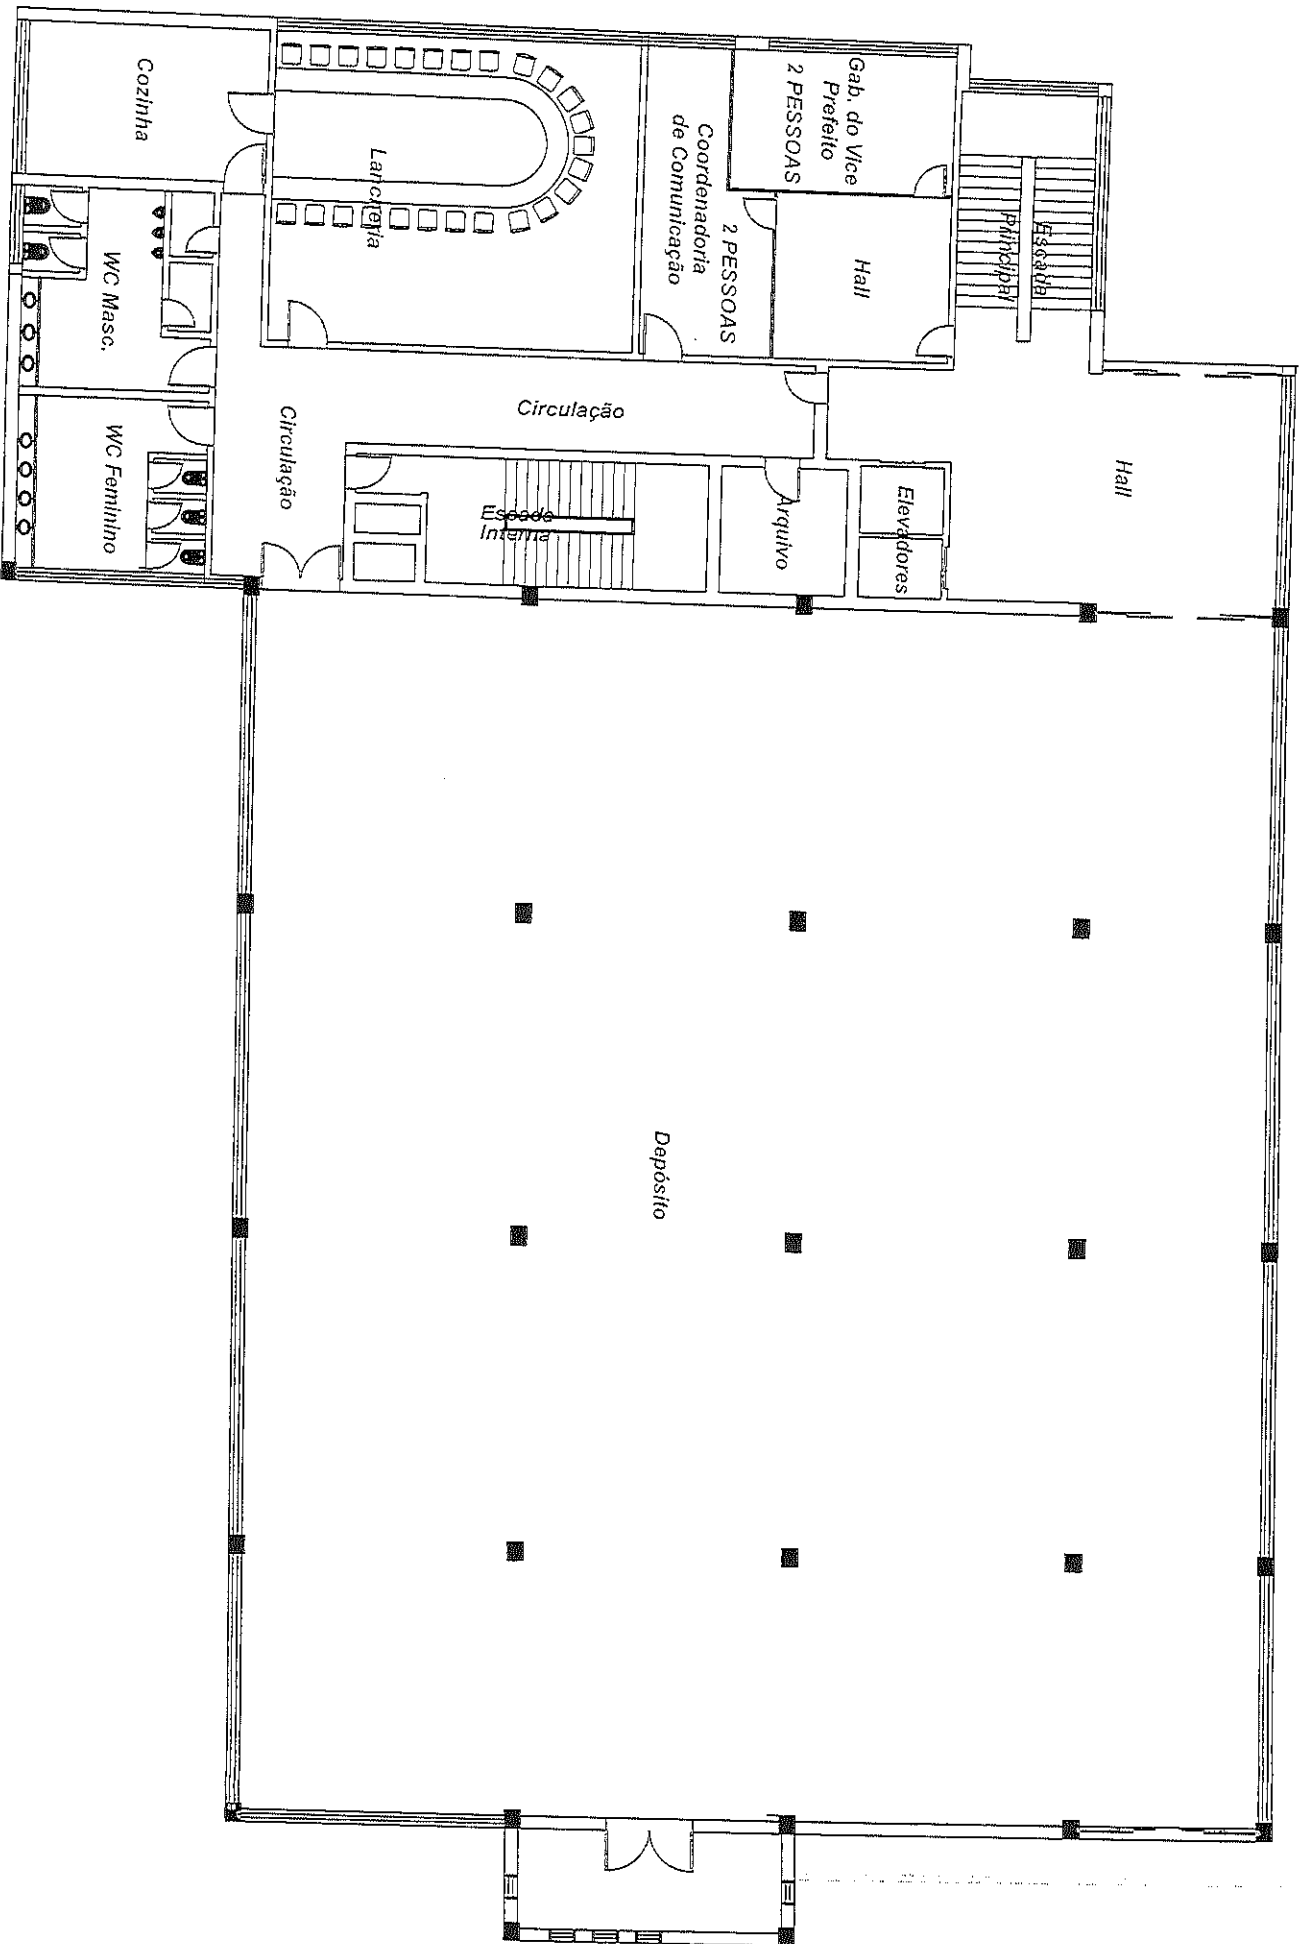 Cozinha
Lancheria
Coordenadoria
de Comunicação
2 PESSOAS
Gab. do Vice
Prefeito
2 PESSOAS
Hall
Escada
Principal
WC Masc.
WC Feminino
Circulação
Circulação
Escada
Interna
Arquivo
Elevadores
Hall
Depósito